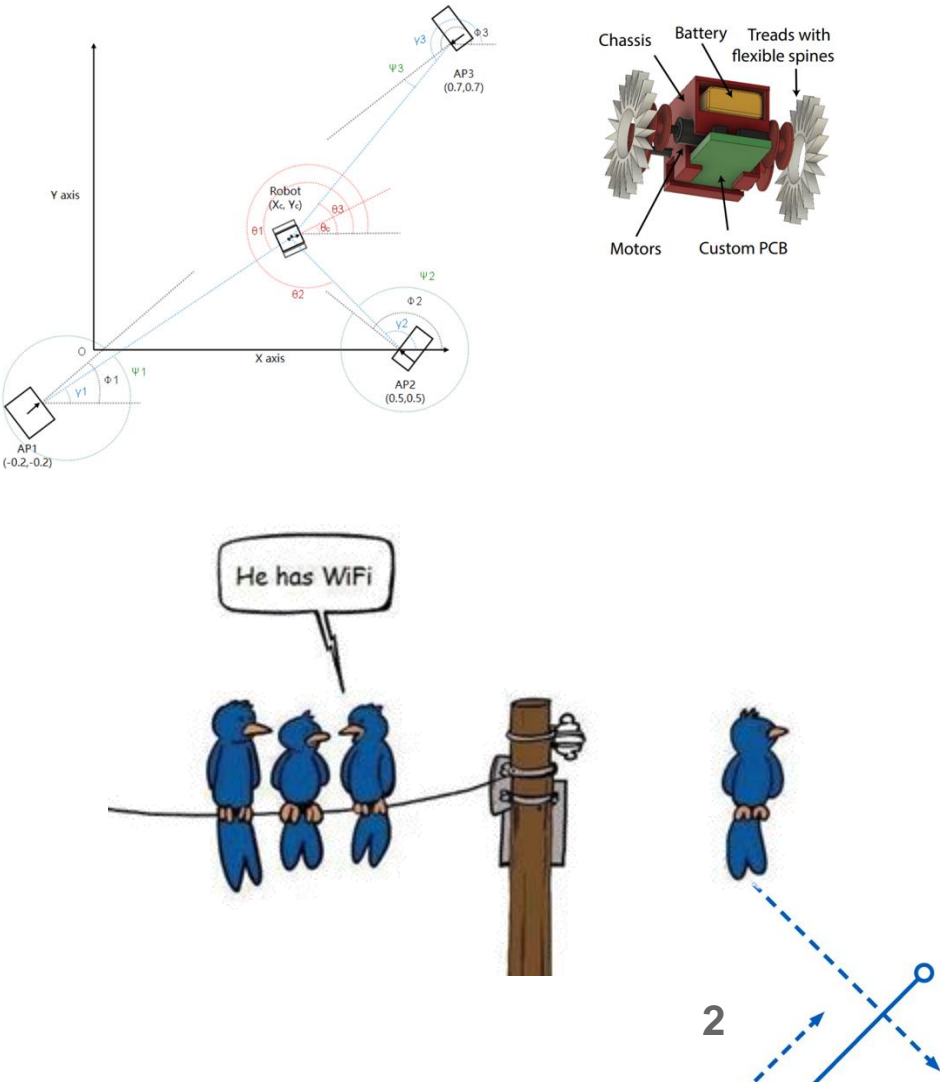 γ3
Φ3
Ψ3
AP3
(0.7,0.7)
Y axis
Robot
(Xc, Yc)
θ3
θ1
θc
θ2
Ψ2
Φ2
γ2
O
X axis
Ψ1
Φ1
γ1
AP2
(0.5,0.5)
AP1
(-0.2,-0.2)
Chassis
Battery
Treads with
flexible spines
Motors
Custom PCB
He has WiFi
2